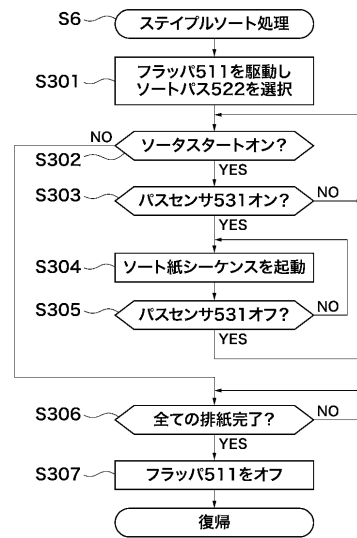 S6
ステイプルソート処理
S301
フラッパ511を駆動し
ソートパス522を選択
NO
S302
ソータスタートオン?
YES
S303
パスセンサ531オン?
NO
YES
S304
ソート紙シーケンスを起動
S305
パスセンサ531オフ?
NO
YES
S306
全ての排紙完了?
NO
YES
S307
フラッパ511をオフ
復帰